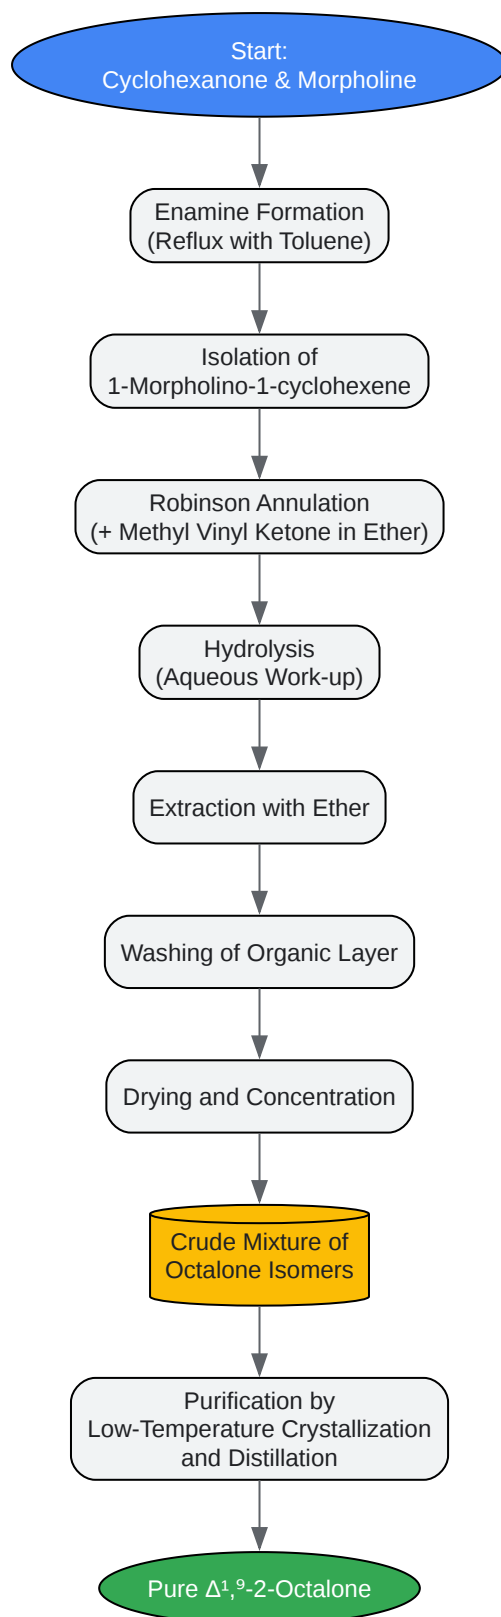 Start:
Cyclohexanone & Morpholine
Enamine Formation
(Reflux with Toluene)
Isolation of
1-Morpholino-1-cyclohexene
Robinson Annulation
(+ Methyl Vinyl Ketone in Ether)
Hydrolysis
(Aqueous Work-up)
Extraction with Ether
Washing of Organic Layer
Drying and Concentration
Crude Mixture of
Octalone Isomers
Purification by
Low-Temperature Crystallization
and Distillation
Pure Δ¹,⁹-2-Octalone